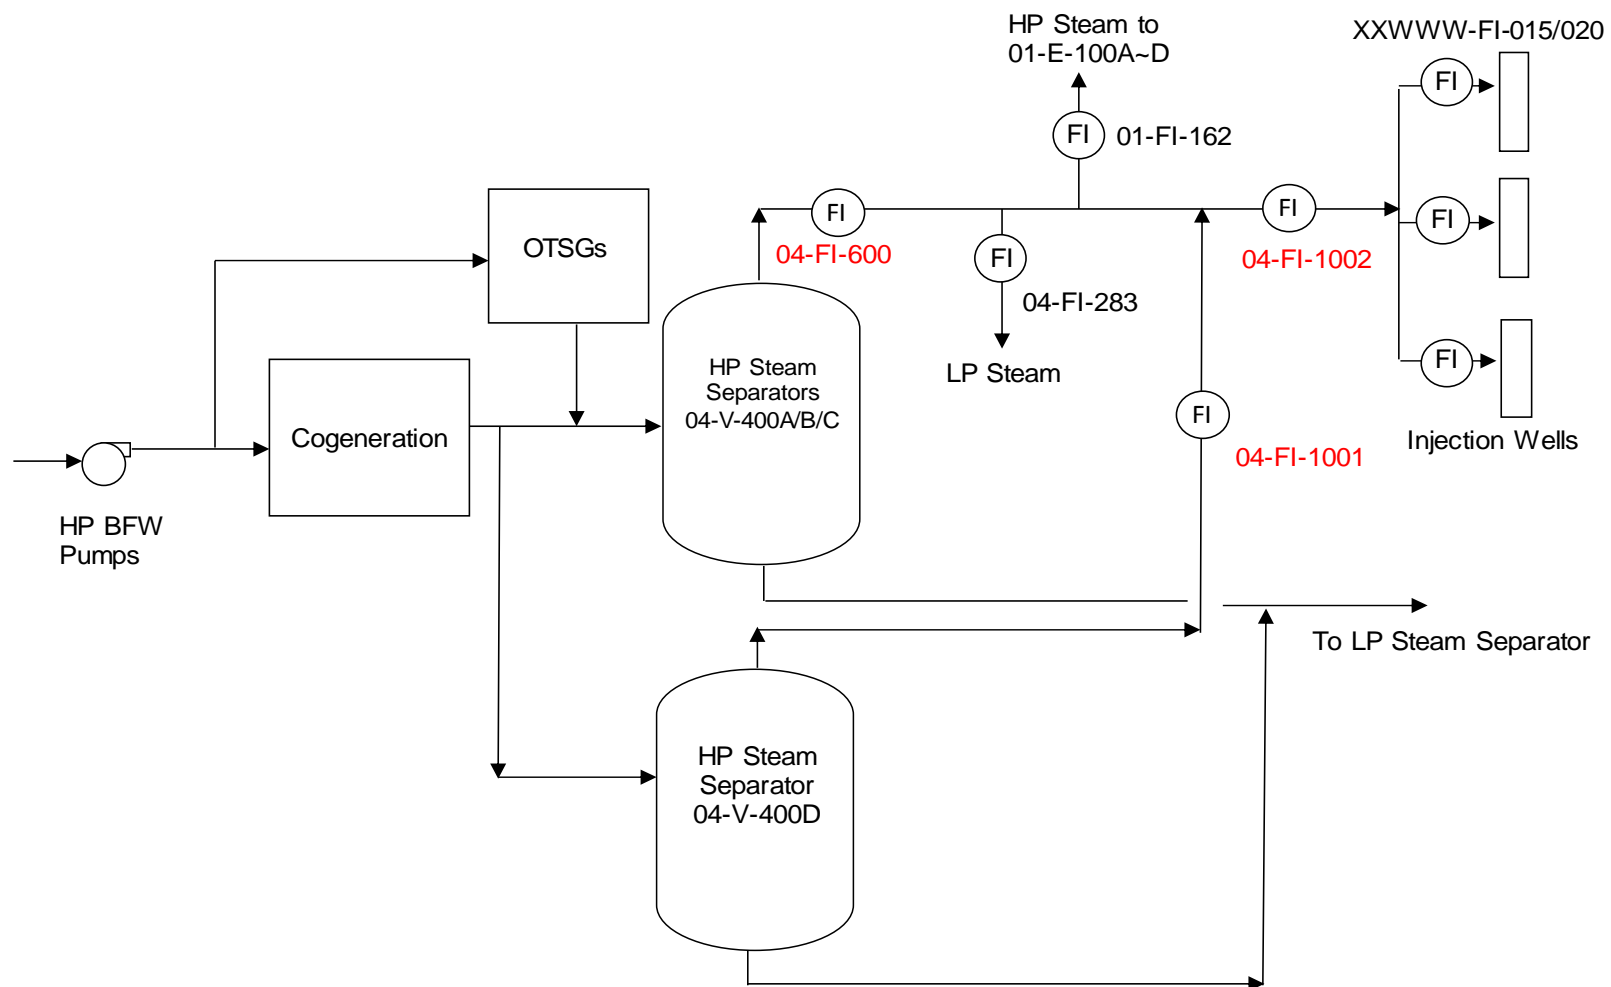 HP Steam to
01-E-100A~D
XXWWW-FI-015/020
FI
FI
01-FI-162
OTSGs
FI
FI
FI
04-FI-600
FI
04-FI-1002
04-FI-283
LP Steam
FI
HP Steam
Separators
04-V-400A/B/C
FI
Cogeneration
04-FI-1001
Injection Wells
HP BFW
Pumps
To LP Steam Separator
HP Steam
Separator
04-V-400D